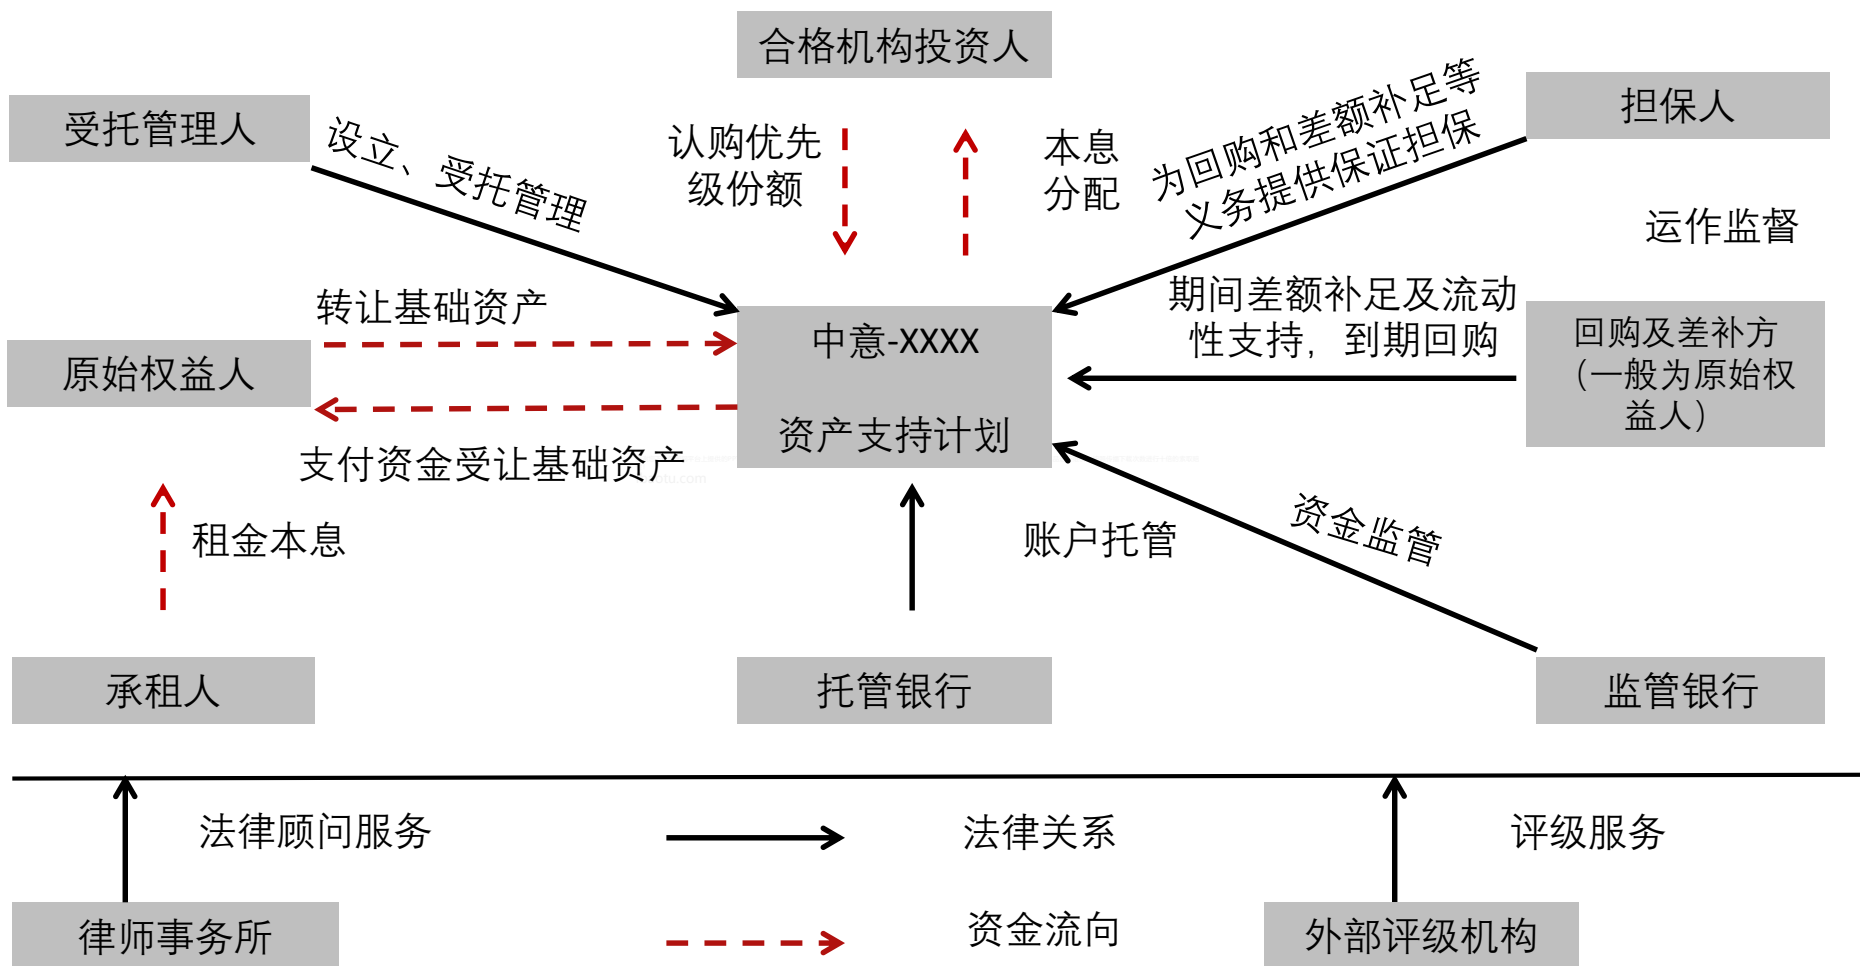 合格机构投资人
担保人
受托管理人
设立、受托管理
认购优先
级份额
本息
分配
为回购和差额补足等
义务提供保证担保
运作监督
转让基础资产
期间差额补足及流动
性支持，到期回购
中意-XXXX
资产支持计划
原始权益人
回购及差补方
（一般为原始权
益人）
支付资金受让基础资产
租金本息
账户托管
资金监管
承租人
托管银行
监管银行
法律顾问服务
法律关系
评级服务
律师事务所
资金流向
外部评级机构